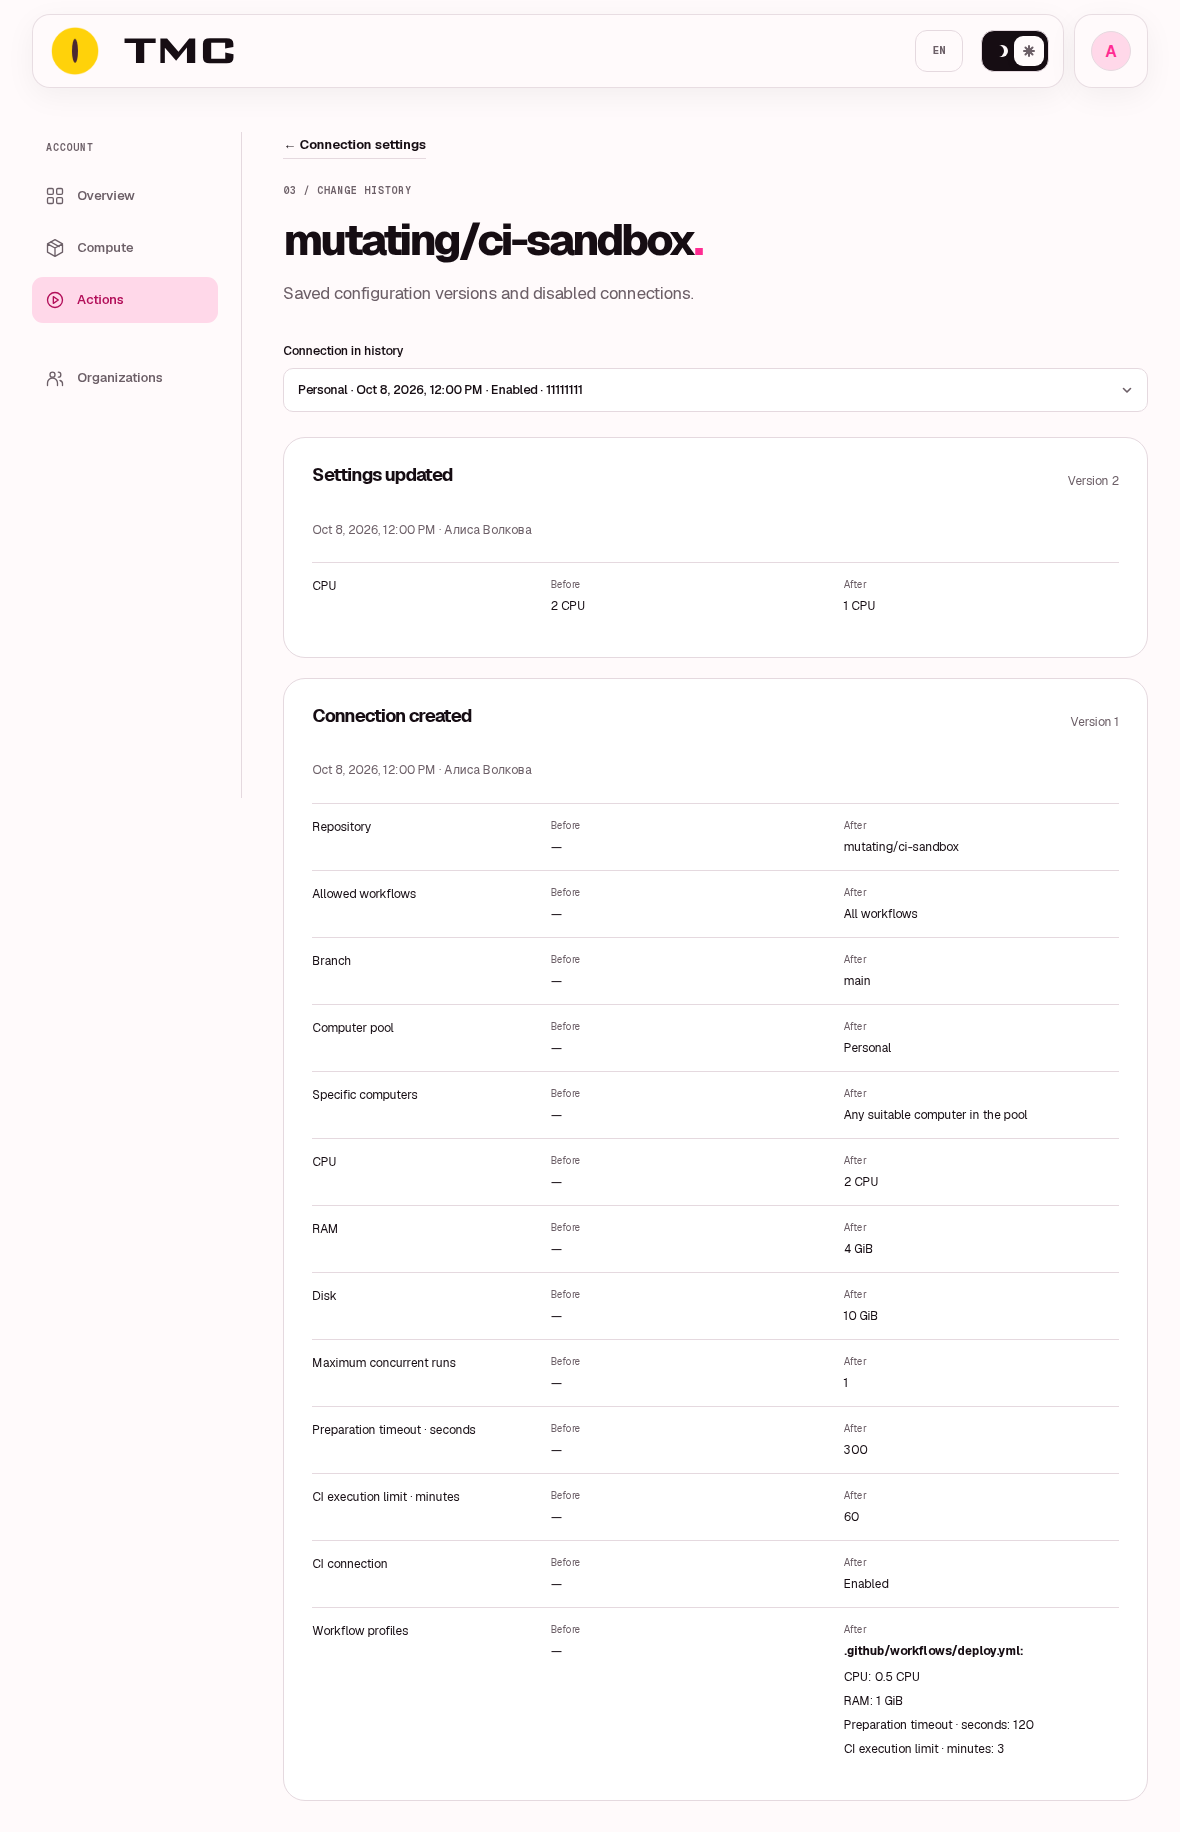 TMC
EN
A
ACCOUNT
Overview
Compute
Actions
Organizations
← Connection settings
03 / CHANGE HISTORY
mutating/ci-sandbox.
Saved configuration versions and disabled connections.
Connection in history
Personal · Oct 8, 2026, 12:00 PM · Enabled · 11111111
Settings updated
Version 2
Oct 8, 2026, 12:00 PM · Алиса Волкова
CPU
Before
After
2 CPU
1 CPU
Connection created
Version 1
Oct 8, 2026, 12:00 PM · Алиса Волкова
Repository
Before
After
—
mutating/ci-sandbox
Allowed workflows
Before
After
—
All workflows
Branch
Before
After
—
main
Computer pool
Before
After
—
Personal
Specific computers
Before
After
—
Any suitable computer in the pool
CPU
Before
After
—
2 CPU
RAM
Before
After
—
4 GiB
Disk
Before
After
—
10 GiB
Maximum concurrent runs
Before
After
—
1
Preparation timeout · seconds
Before
After
—
300
CI execution limit · minutes
Before
After
—
60
CI connection
Before
After
—
Enabled
Workflow profiles
Before
After
—
.github/workflows/deploy.yml:
CPU: 0.5 CPU
RAM: 1 GiB
Preparation timeout · seconds: 120
CI execution limit · minutes: 3